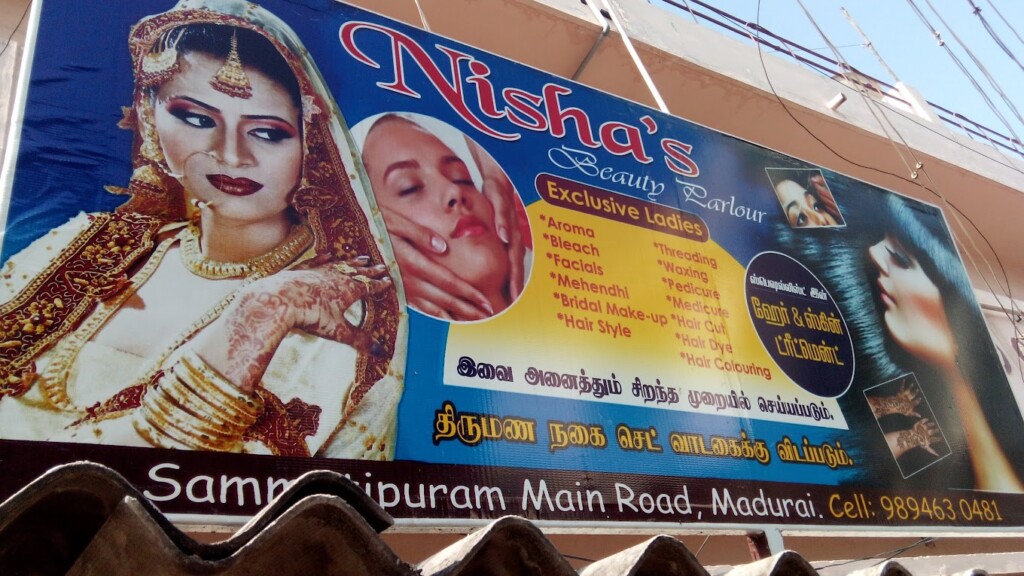 Nisha's
Beauty Parlour
Exclusive Ladies
*Aroma
*Bleach
*Facials
*Mehendhi
*Bridal Make-up
*Hair Style
*Threading
*Waxing
*Pedicure
*Medicure
*Hair Cut
*Hair Dye
*Hair Colouring
ஸ்பெஷலிஸ்ட் இன்
ஹேர் & ஸ்கின்
ட்ரீட்மெண்ட்
இவை அனைத்தும் சிறந்த முறையில் செய்யப்படும்.
திருமண நகை செட் வாடகைக்கு விடப்படும்.
Main Road, Madurai. Cell: 989463 0481